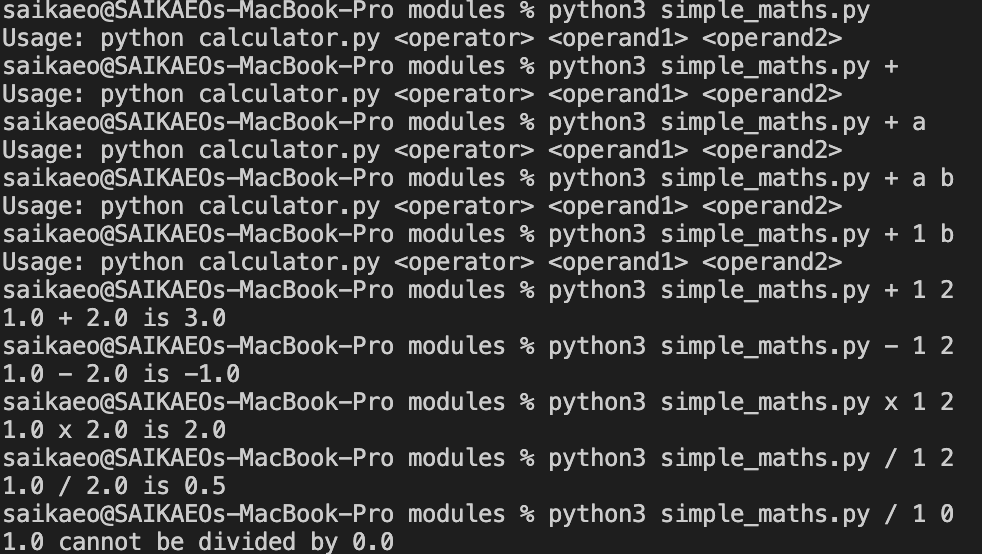 saikaeo@SAIKAEOs-MacBook-Pro modules % python3 simple_maths.py
Usage: python calculator.py <operator> <operand1> <operand2>
saikaeo@SAIKAEOs-MacBook-Pro modules % python3 simple_maths.py +
Usage: python calculator.py <operator> <operand1> <operand2>
saikaeo@SAIKAEOs-MacBook-Pro modules % python3 simple_maths.py + a
Usage: python calculator.py <operator> <operand1> <operand2>
saikaeo@SAIKAEOs-MacBook-Pro modules % python3 simple_maths.py + a b
Usage: python calculator.py <operator> <operand1> <operand2>
saikaeo@SAIKAEOs-MacBook-Pro modules % python3 simple_maths.py + 1 b
Usage: python calculator.py <operator> <operand1> <operand2>
saikaeo@SAIKAEOs-MacBook-Pro modules % python3 simple_maths.py + 1 2
1.0 + 2.0 is 3.0
saikaeo@SAIKAEOs-MacBook-Pro modules % python3 simple_maths.py - 1 2
1.0 - 2.0 is -1.0
saikaeo@SAIKAEOs-MacBook-Pro modules % python3 simple_maths.py x 1 2
1.0 x 2.0 is 2.0
saikaeo@SAIKAEOs-MacBook-Pro modules % python3 simple_maths.py / 1 2
1.0 / 2.0 is 0.5
saikaeo@SAIKAEOs-MacBook-Pro modules % python3 simple_maths.py / 1 0
1.0 cannot be divided by 0.0